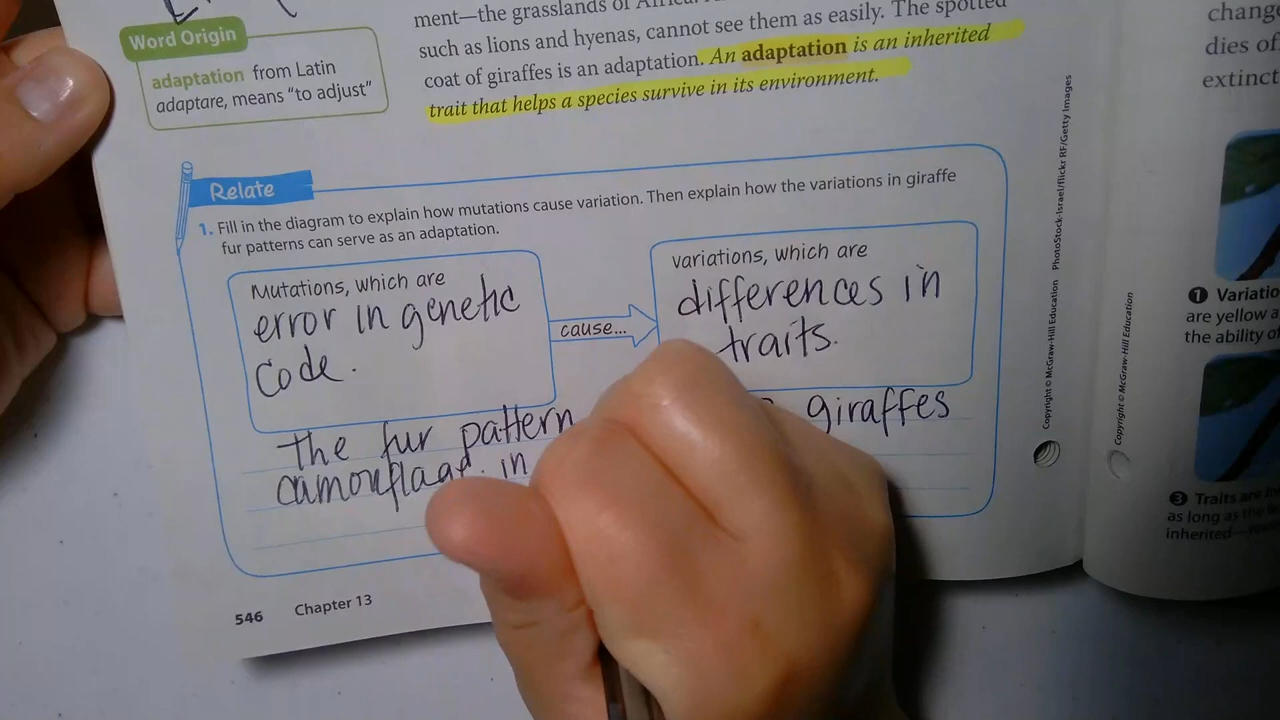 ment—the grasslands of
such as lions and hyenas, cannot see them as easily. The spotted
coat of giraffes is an adaptation. An adaptation is an inherited
trait that helps a species survive in its environment.
Word Origin
adaptation from Latin
adaptare, means "to adjust"
Relate
1. Fill in the diagram to explain how mutations cause variation. Then explain how the variations in giraffe
fur patterns can serve as an adaptation.
Mutations, which are
error in genetic
code.
cause...
variations, which are
differences in
traits.
the fur pattern giraffes
camouflage in
546 Chapter 13
Copyright © McGraw-Hill Education PhotoStock-Israel/flickr RF/Getty Images
Copyright © McGraw-Hill Education
change
dies of
extinct
1 Variatio
are yellow a
the ability o
3 Traits are
as long as the
inherited—